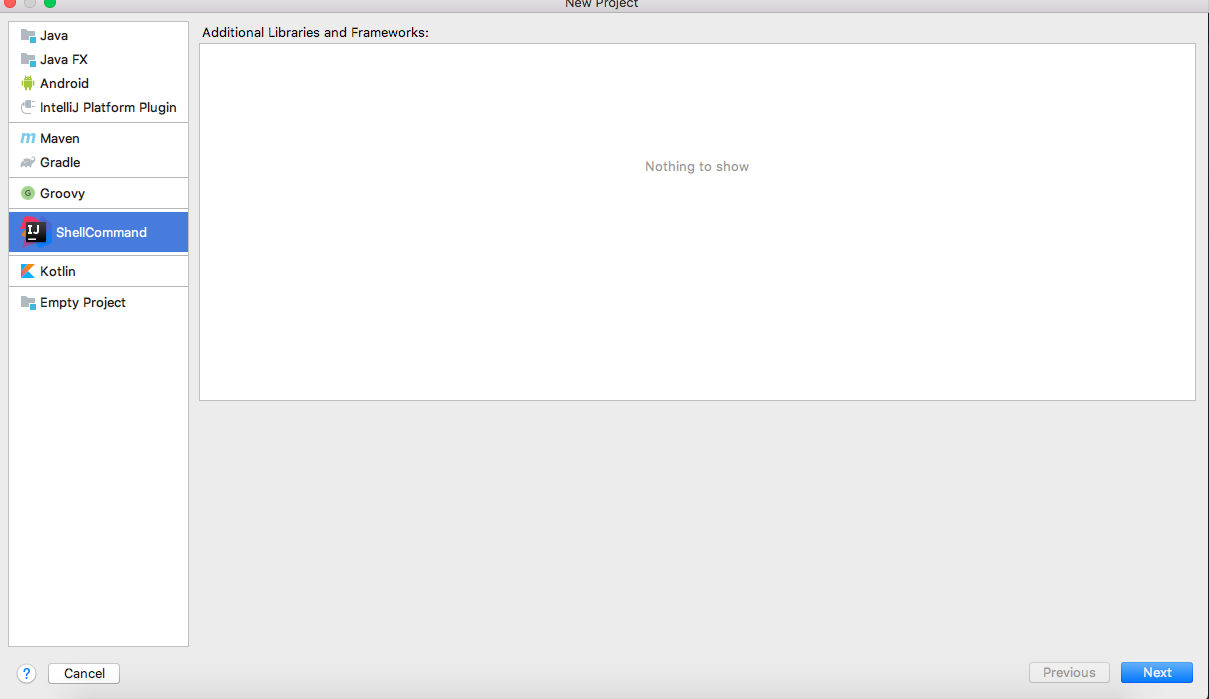 New Project
Java
Java FX
Android
IntelliJ Platform Plugin
m Maven
Gradle
G Groovy
IJ ShellCommand
Kotlin
Empty Project
Additional Libraries and Frameworks:
Nothing to show
? Cancel
Previous
Next